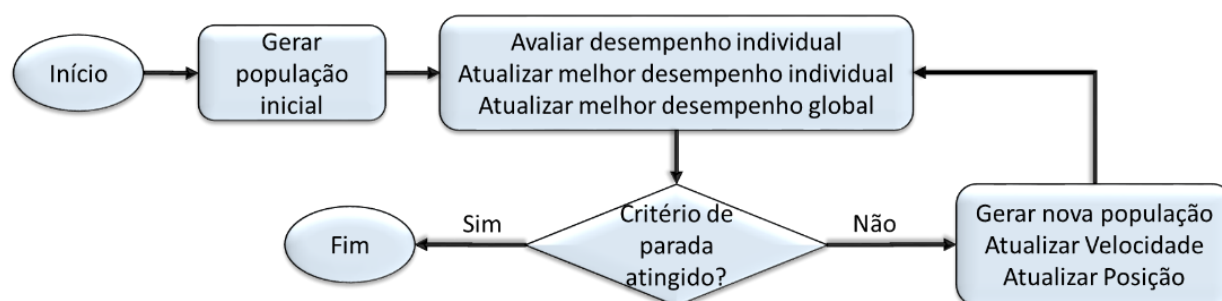 Início
Gerar
população
inicial
Avaliar desempenho individual
Atualizar melhor desempenho individual
Atualizar melhor desempenho global
Critério de
parada
atingido?
Sim
Fim
Não
Gerar nova população
Atualizar Velocidade
Atualizar Posição